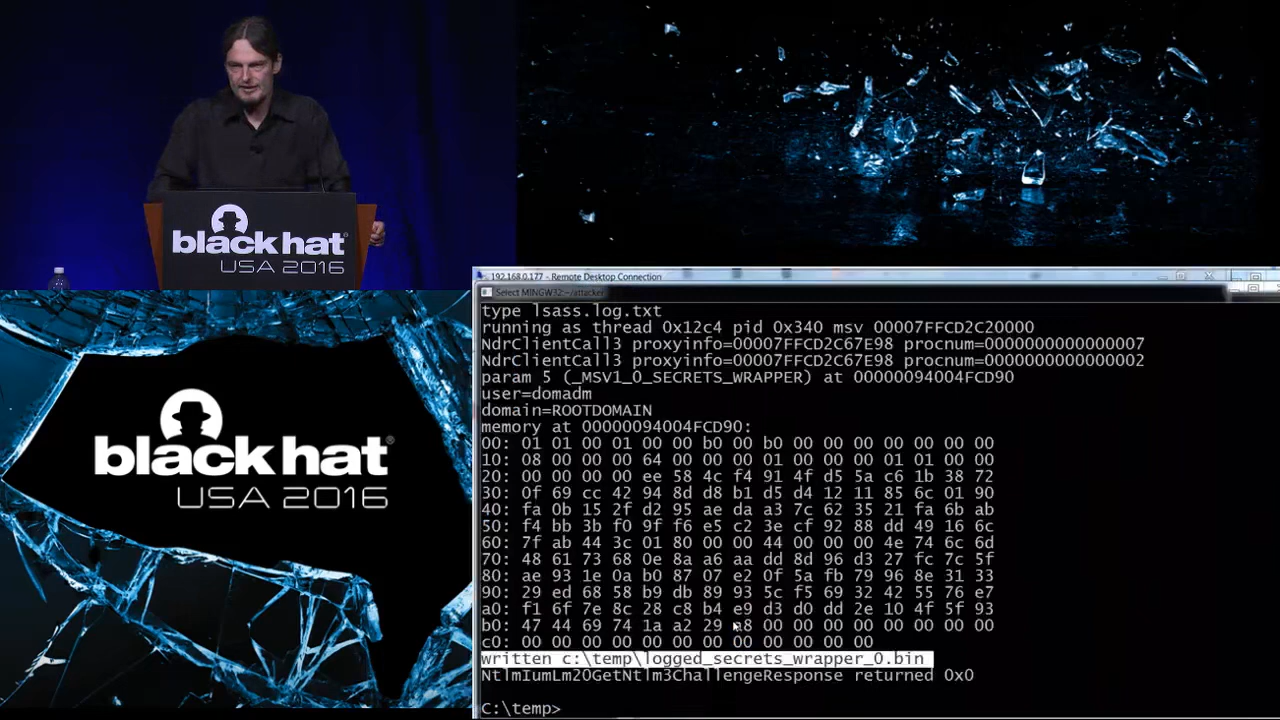 black hat
USA 2016
black hat®
USA 2016
192.168.0.177 - Remote Desktop Connection
Select MINGW32:~/attacker
type lsass.log.txt
running as thread 0x12c4 pid 0x340 msv 00007FFCD2C20000
NdrClientCall3 proxyinfo=00007FFCD2C67E98 procnum=0000000000000007
NdrClientCall3 proxyinfo=00007FFCD2C67E98 procnum=0000000000000002
param 5 (_MSV1_0_SECRETS_WRAPPER) at 00000094004FCD90
user=domadm
domain=ROOTDOMAIN
memory at 00000094004FCD90:
00: 01 01 00 01 00 00 b0 00 b0 00 00 00 00 00 00 00
10: 08 00 00 00 64 00 00 00 01 00 00 00 01 01 00 00
20: 00 00 00 00 ee 58 4c f4 91 4f d5 5a c6 1b 38 72
30: 0f 69 cc 42 94 8d d8 b1 d5 d4 12 11 85 6c 01 90
40: fa 0b 15 2f d2 95 ae da a3 7c 62 35 21 fa 6b ab
50: f4 bb 3b f0 9f f6 e5 c2 3e cf 92 88 dd 49 16 6c
60: 7f ab 44 3c 01 80 00 00 44 00 00 00 4e 74 6c 6d
70: 48 61 73 68 0e 8a a6 aa dd 8d 96 d3 27 fc 7c 5f
80: ae 93 1e 0a b0 87 07 e2 0f 5a fb 79 96 8e 31 33
90: 29 ed 68 58 b9 db 89 93 5c f5 69 32 42 55 76 e7
a0: f1 6f 7e 8c 28 c8 b4 e9 d3 d0 dd 2e 10 4f 5f 93
b0: 47 44 69 74 1a a2 29 a8 00 00 00 00 00 00 00 00
c0: 00 00 00 00 00 00 00 00 00 00 00 00
written c:\temp\logged_secrets_wrapper_0.bin
NtlmIumLm20GetNtlm3ChallengeResponse returned 0x0
C:\temp>